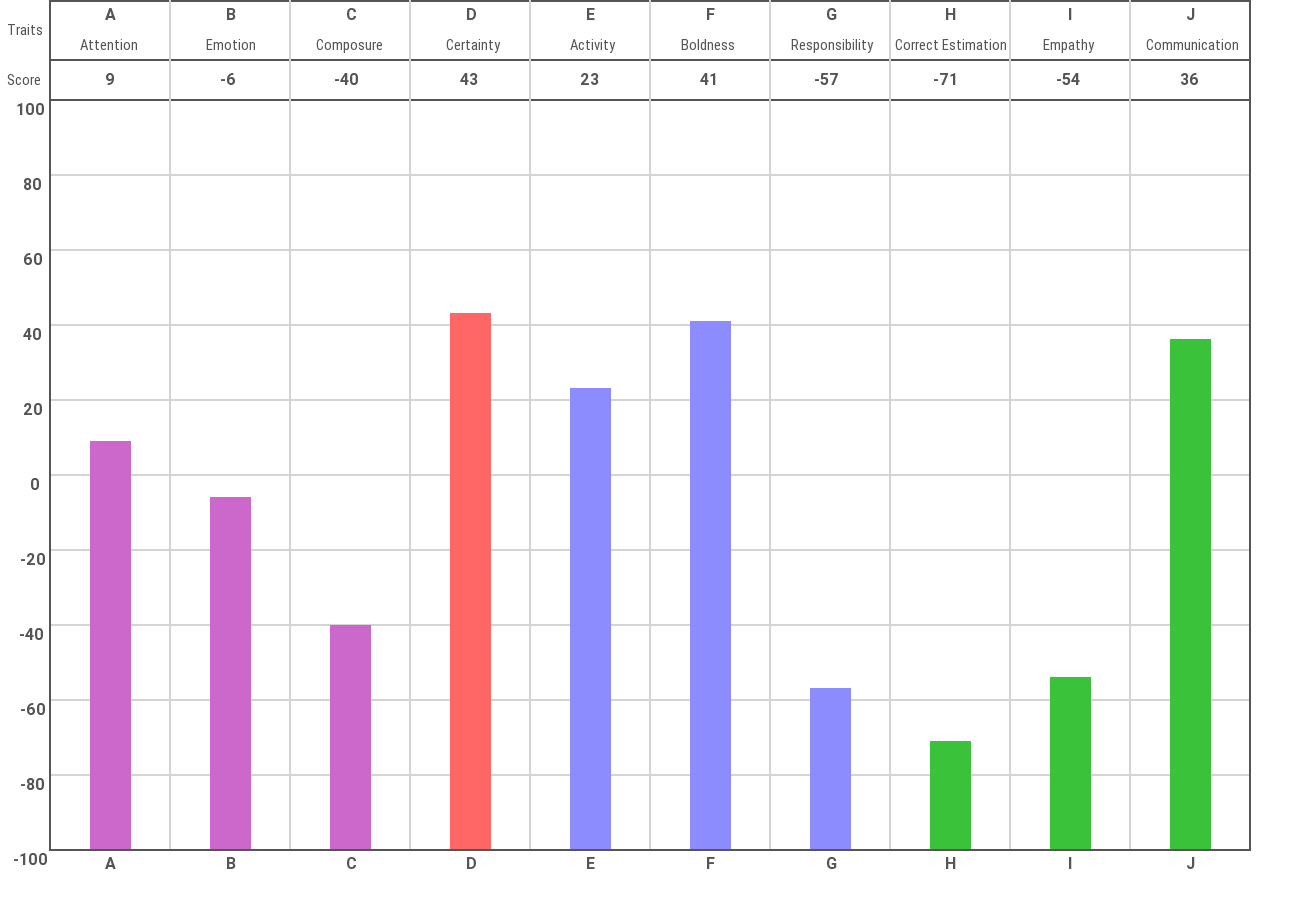 Traits A B C D E F G H I J
Attention Emotion Composure Certainty Activity Boldness Responsibility Correct Estimation Empathy Communication
Score 9 -6 -40 43 23 41 -57 -71 -54 36
100
80
60
40
20
0
-20
-40
-60
-80
-100
A B C D E F G H I J